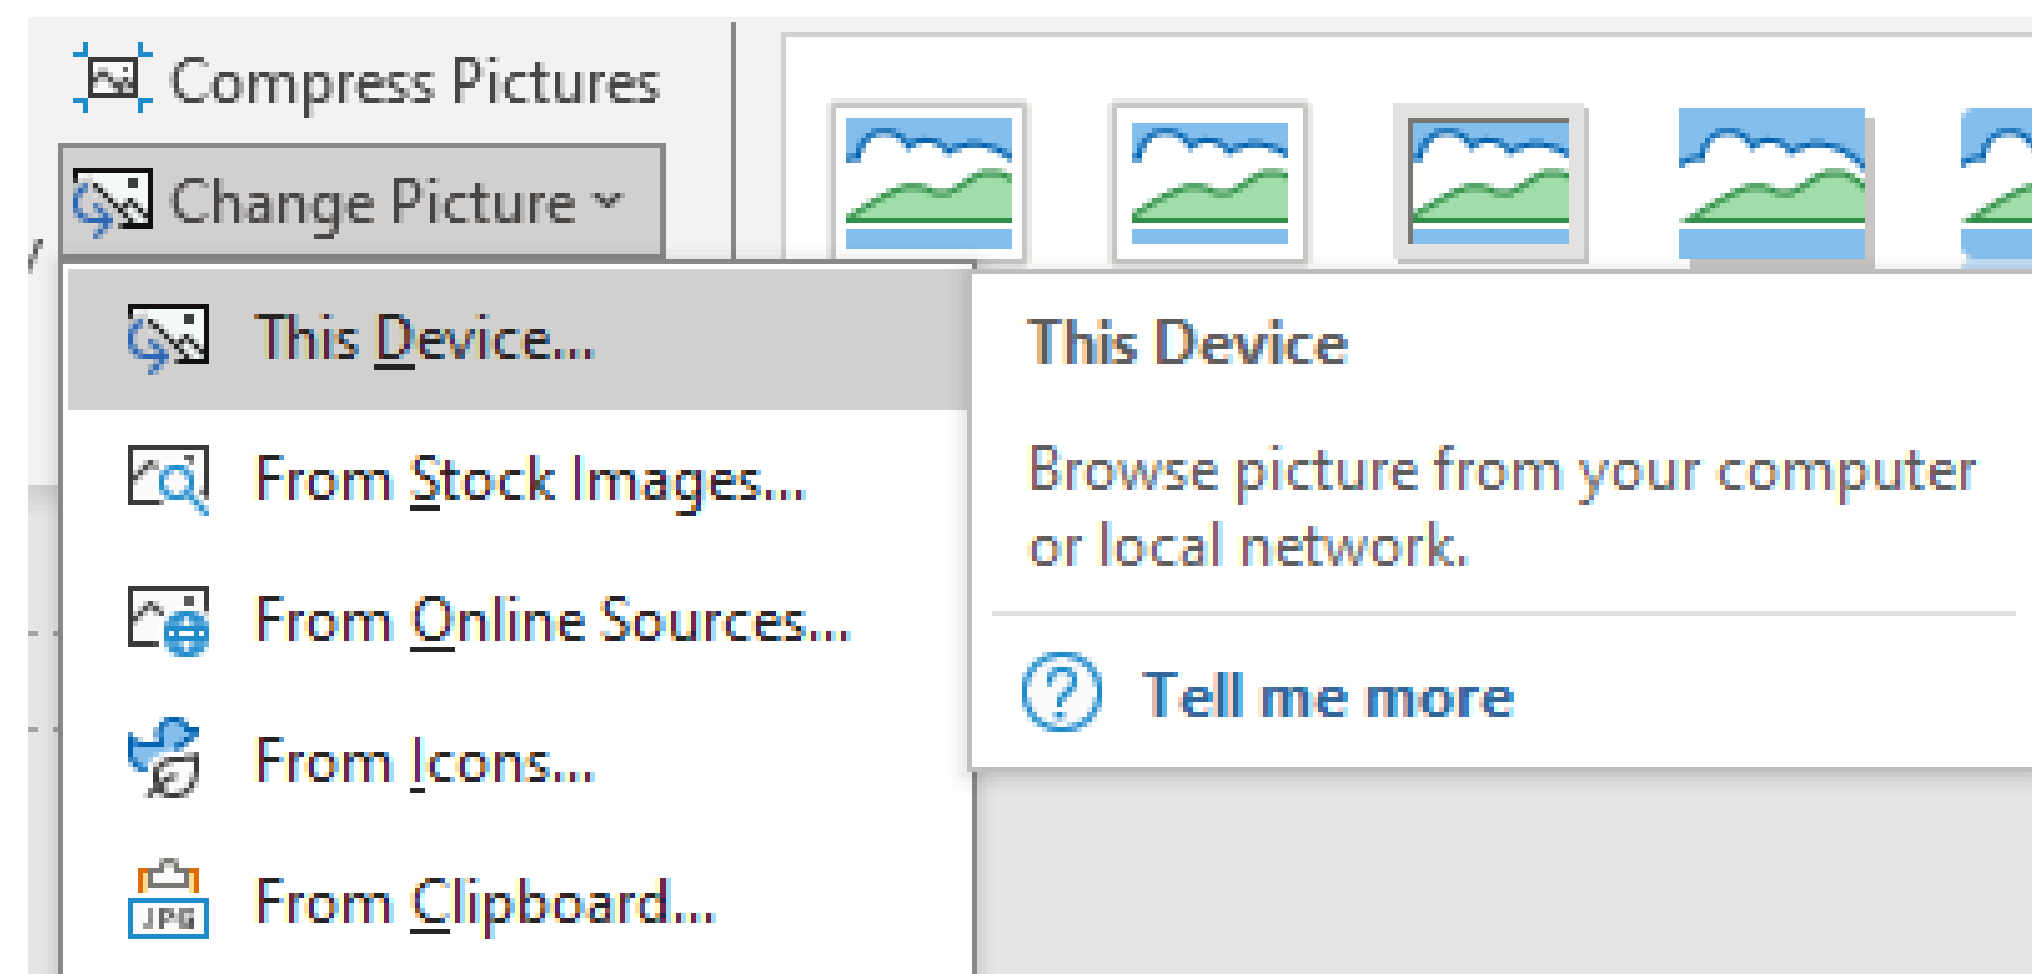 Compress Pictures
Change Picture
This Device...
From Stock Images...
From Online Sources...
From Icons...
JPG
From Clipboard...
This Device
Browse picture from your computer
or local network.
Tell me more